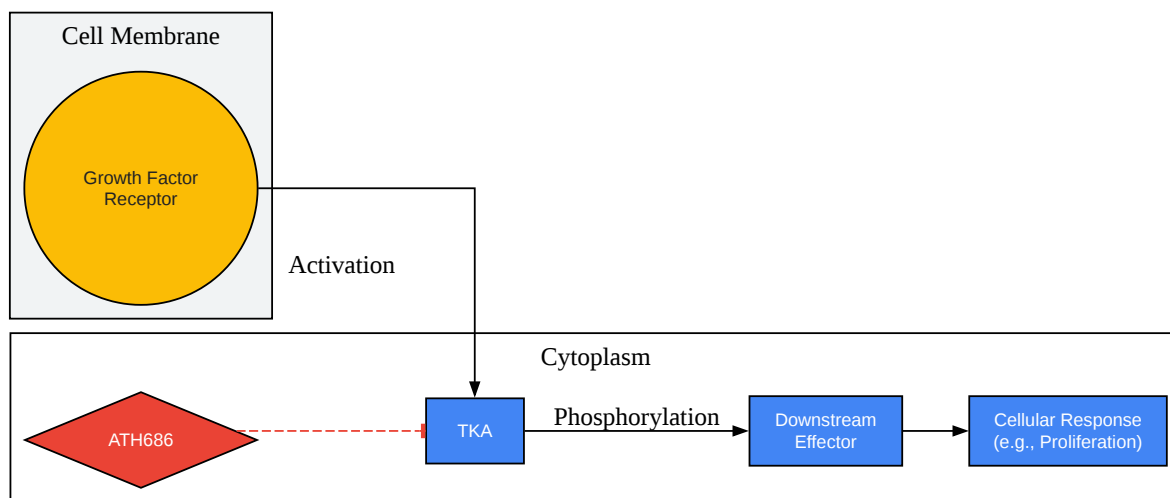 Cell Membrane
Growth Factor
Receptor
Activation
Cytoplasm
ATH686
TKA
Phosphorylation
Downstream
Effector
Cellular Response
(e.g., Proliferation)